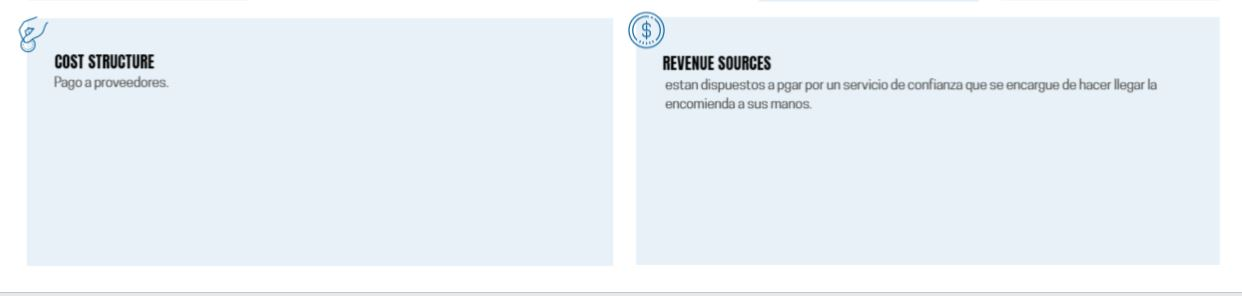 COST STRUCTURE
Pago a proveedores.
$
REVENUE SOURCES
estan dispuestos a pgar por un servicio de confianza que se encargue de hacer llegar la
encomienda a sus manos.